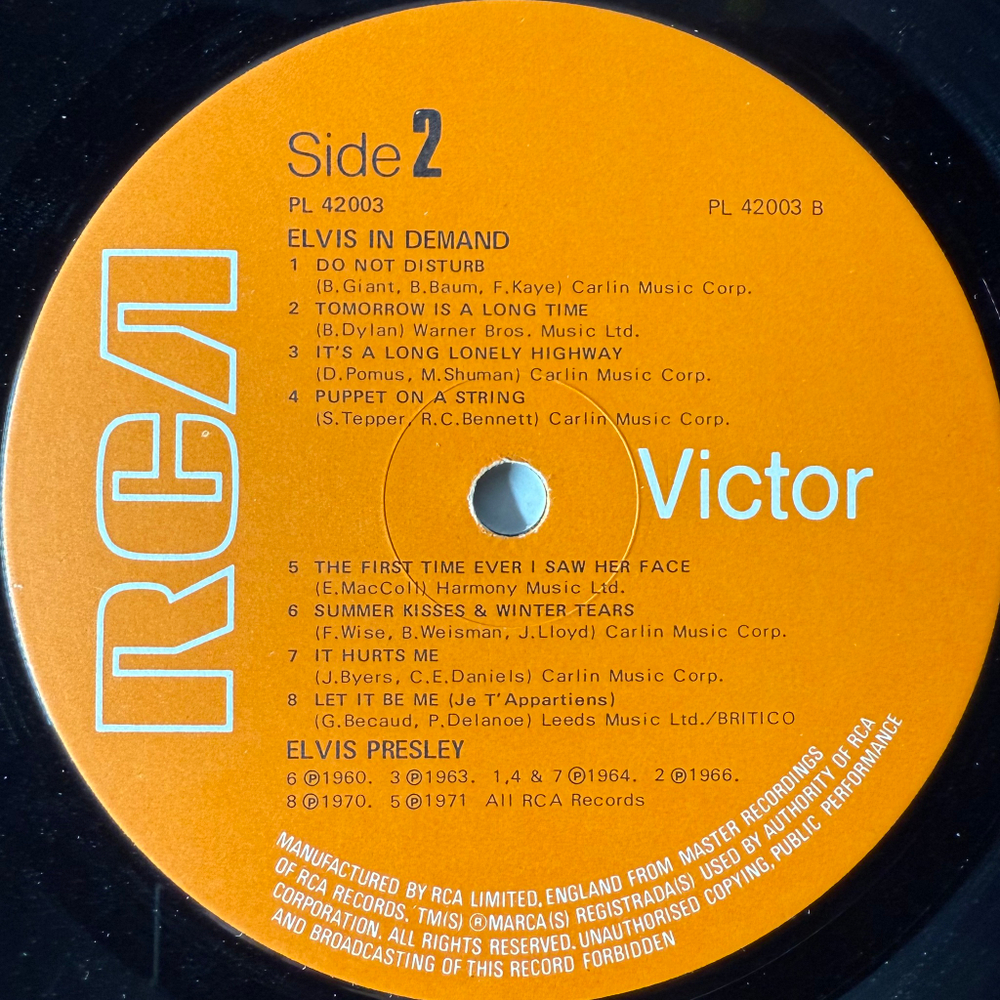 Side 2
PL 42003
PL 42003 B
ELVIS IN DEMAND
1 DO NOT DISTURB
(B.Giant, B.Baum, F.Kaye) Carlin Music Corp.
2 TOMORROW IS A LONG TIME
(B.Dylan) Warner Bros. Music Ltd.
3 IT'S A LONG LONELY HIGHWAY
(D.Pomus, M.Shuman) Carlin Music Corp.
4 PUPPET ON A STRING
(S.Tepper, R.C.Bennett) Carlin Music Corp.
RCA
Victor
5 THE FIRST TIME EVER I SAW HER FACE
(E.MacColl) Harmony Music Ltd.
6 SUMMER KISSES & WINTER TEARS
(F.Wise, B.Weisman, J.Lloyd) Carlin Music Corp.
7 IT HURTS ME
(J.Byers, C.E.Daniels) Carlin Music Corp.
8 LET IT BE ME (Je T'Appartiens)
(G.Becaud, P.Delanoe) Leeds Music Ltd./BRITICO
ELVIS PRESLEY
6 ℗1960. 3 ℗1963. 1,4 & 7 ℗1964. 2 ℗1966.
8 ℗1970. 5 ℗1971 All RCA Records
MANUFACTURED BY RCA LIMITED, ENGLAND FROM MASTER RECORDINGS
OF RCA RECORDS, TM(S) ®MARCA(S) REGISTRADA(S) USED BY AUTHORITY OF RCA
CORPORATION. ALL RIGHTS RESERVED. UNAUTHORISED COPYING, PUBLIC PERFORMANCE
AND BROADCASTING OF THIS RECORD FORBIDDEN